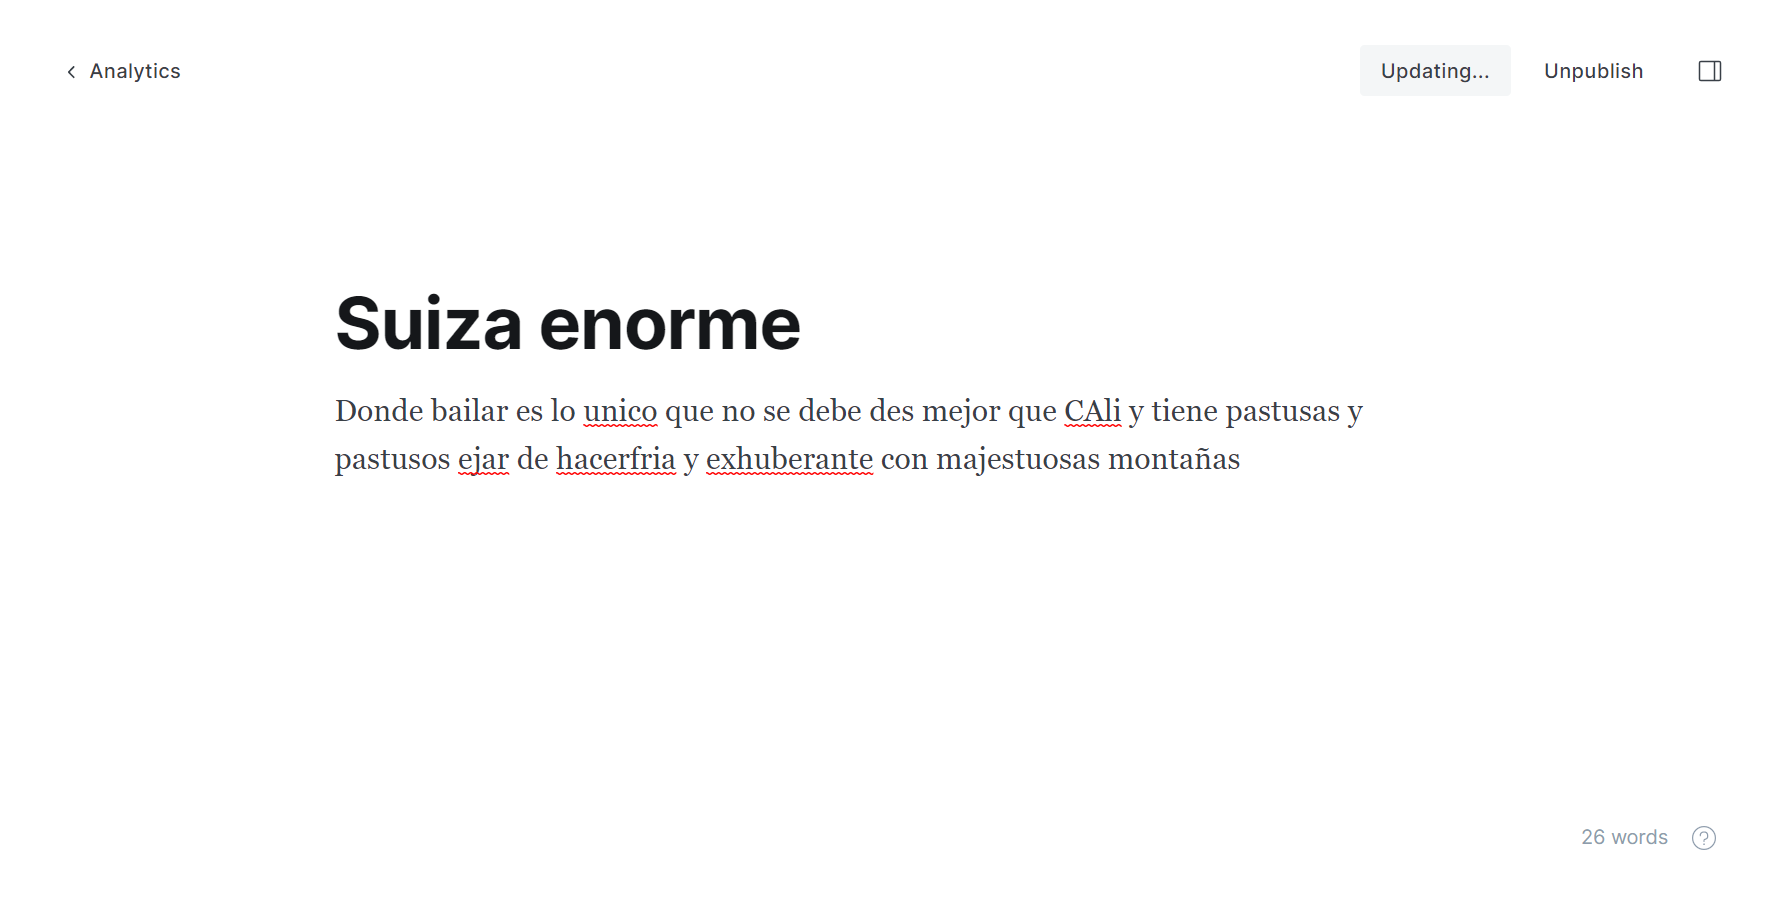 Analytics
Updating...
Unpublish
Suiza enorme
Donde bailar es lo unico que no se debe des mejor que CAli y tiene pastusas y
pastusos ejar de hacerfria y exhuberante con majestuosas montañas
26 words
?